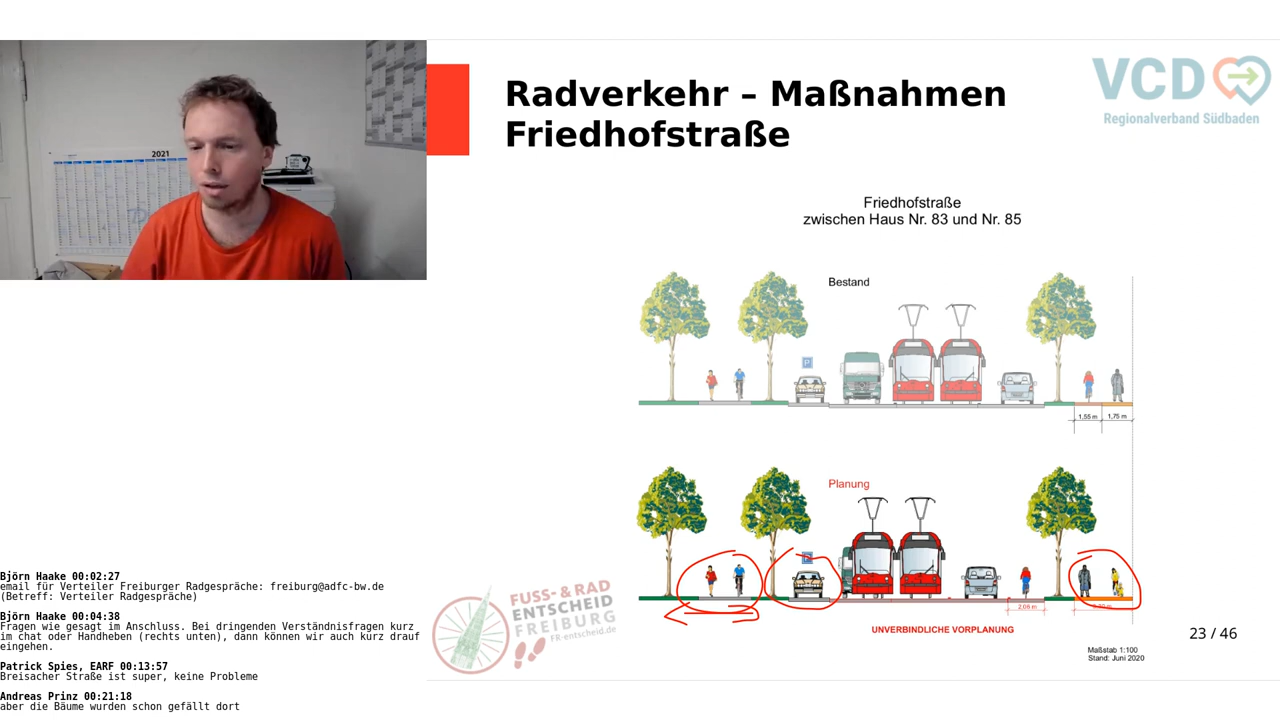 2021
Radverkehr – Maßnahmen
Friedhofstraße
VCD
Regionalverband Südbaden
Friedhofstraße
zwischen Haus Nr. 83 und Nr. 85
Bestand
P
1,55 m
1,75 m
Planung
2,06 m
UNVERBINDLICHE VORPLANUNG
Maßstab 1:100
Stand: Juni 2020
FUSS- & RAD
ENTSCHEID
FREIBURG
FR-entscheid.de
23 / 46
Björn Haake 00:02:27
email für Verteiler Freiburger Radgespräche: freiburg@adfc-bw.de
(Betreff: Verteiler Radgespräche)
Björn Haake 00:04:38
Fragen wie gesagt im Anschluss. Bei dringenden Verständnisfragen kurz
im chat oder Handheben (rechts unten), dann können wir auch kurz drauf
eingehen.
Patrick Spies, EARF 00:13:57
Breisacher Straße ist super, keine Probleme
Andreas Prinz 00:21:18
aber die Bäume wurden schon gefällt dort